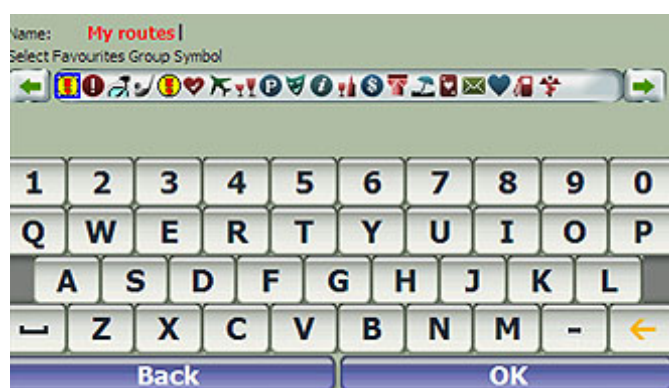 Name: My routes
Select Favourites Group Symbol
1 2 3 4 5 6 7 8 9 0
Q W E R T Y U I O P
A S D F G H J K L
Z X C V B N M -
Back OK